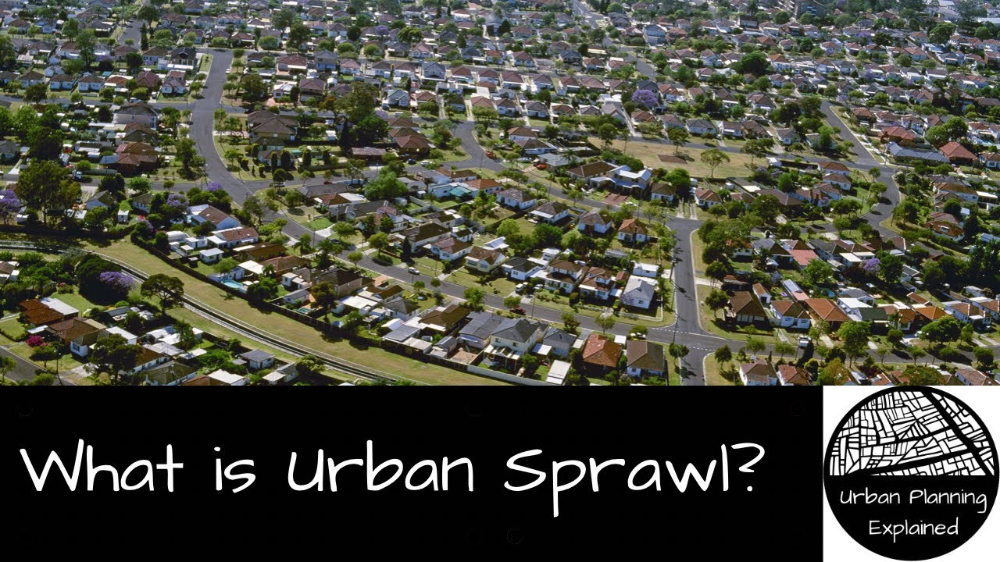 What is Urban Sprawl?
Urban Planning
Explained